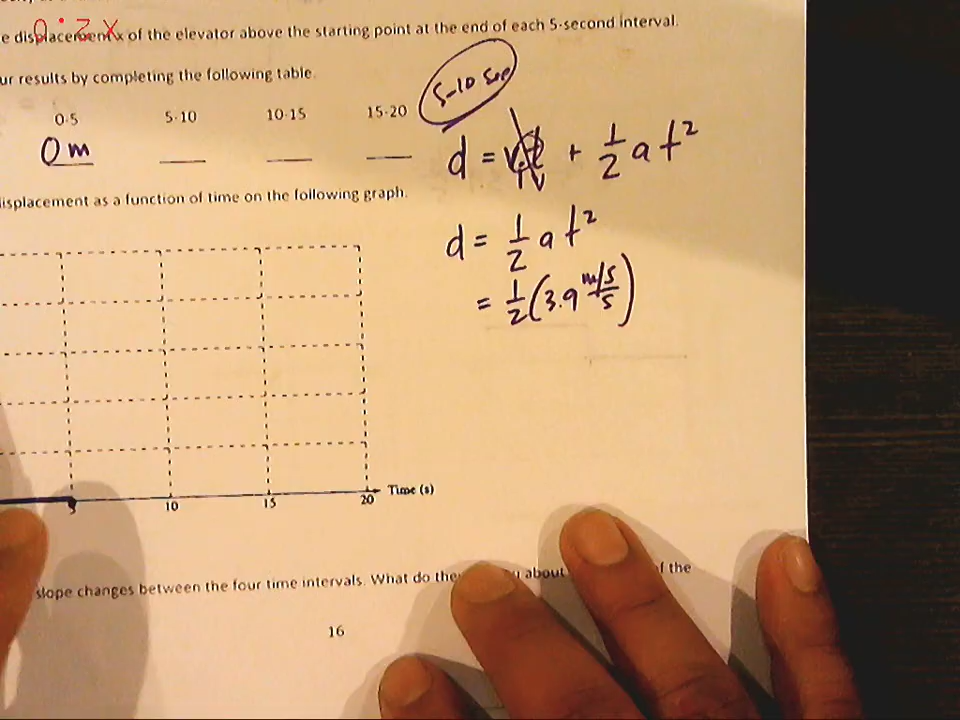 0:2X
e displacement x of the elevator above the starting point at the end of each 5-second interval.
ur results by completing the following table
0-5 5-10 10-15 15-20
0 m
5-10 sec
d = v₀t + 1/2 a t²
d = 1/2 a t²
= 1/2 (3.9 m/s/s)
isplacement as a function of time on the following graph.
5 10 15 20 Time (s)
slope changes between the four time intervals. What do the about f the
16